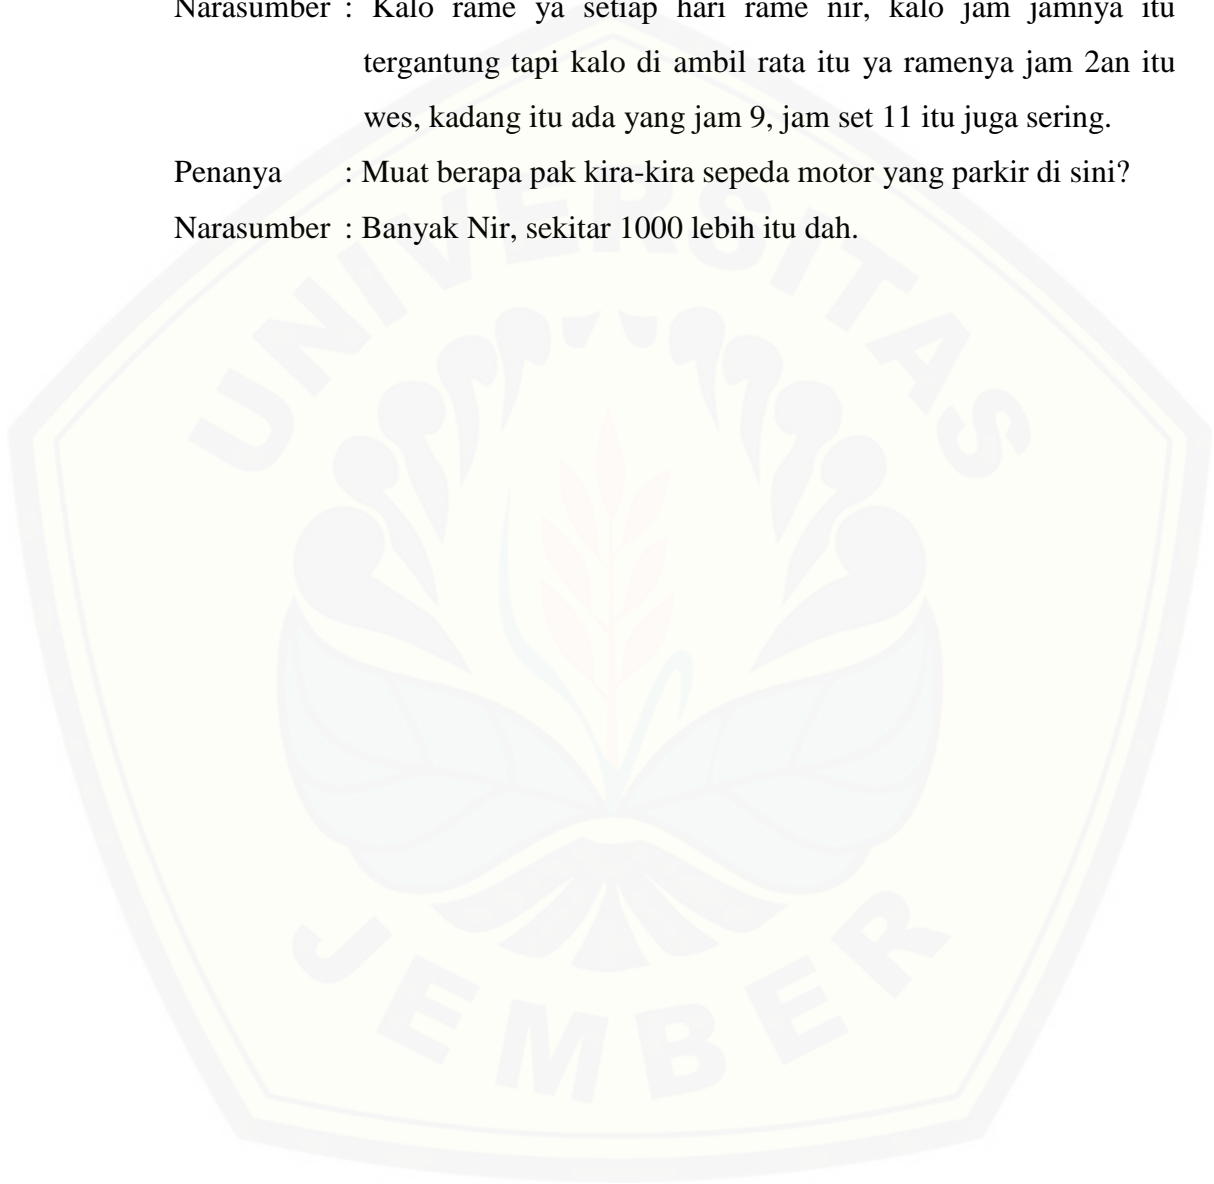 Narasumber : Kalo rame ya setiap hari rame nir, kalo jam jamnya itu
tergantung tapi kalo di ambil rata itu ya ramenya jam 2an itu
wes, kadang itu ada yang jam 9, jam set 11 itu juga sering.
Penanya : Muat berapa pak kira-kira sepeda motor yang parkir di sini?
Narasumber : Banyak Nir, sekitar 1000 lebih itu dah.
UNIVERSITAS
JEMBER